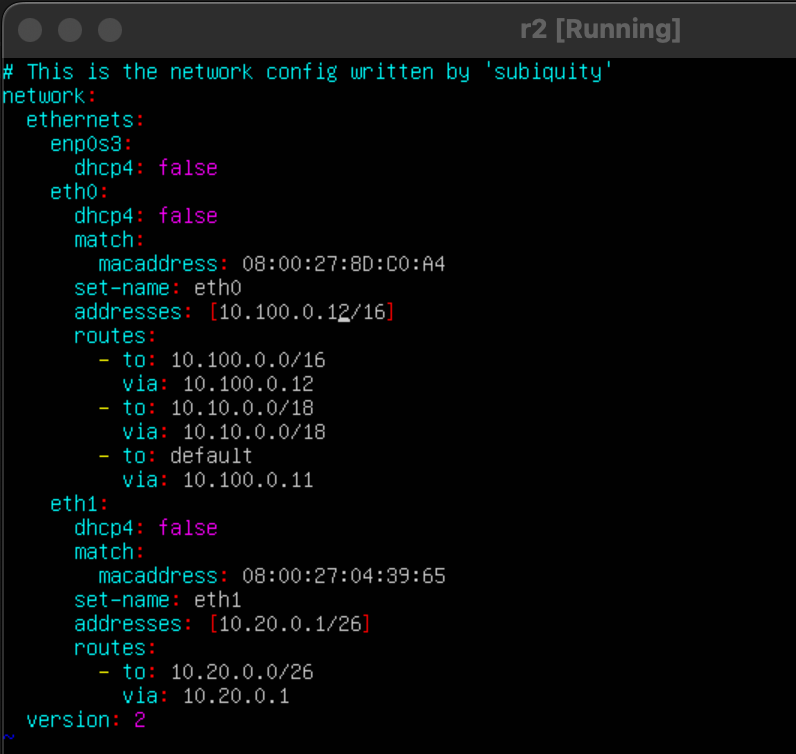 r2 [Running]
# This is the network config written by 'subiquity'
network:
  ethernets:
    enp0s3:
      dhcp4: false
    eth0:
      dhcp4: false
      match:
        macaddress: 08:00:27:8D:C0:A4
      set-name: eth0
      addresses: [10.100.0.12/16]
      routes:
        - to: 10.100.0.0/16
          via: 10.100.0.12
        - to: 10.10.0.0/18
          via: 10.10.0.0/18
        - to: default
          via: 10.100.0.11
    eth1:
      dhcp4: false
      match:
        macaddress: 08:00:27:04:39:65
      set-name: eth1
      addresses: [10.20.0.1/26]
      routes:
        - to: 10.20.0.0/26
          via: 10.20.0.1
  version: 2
~